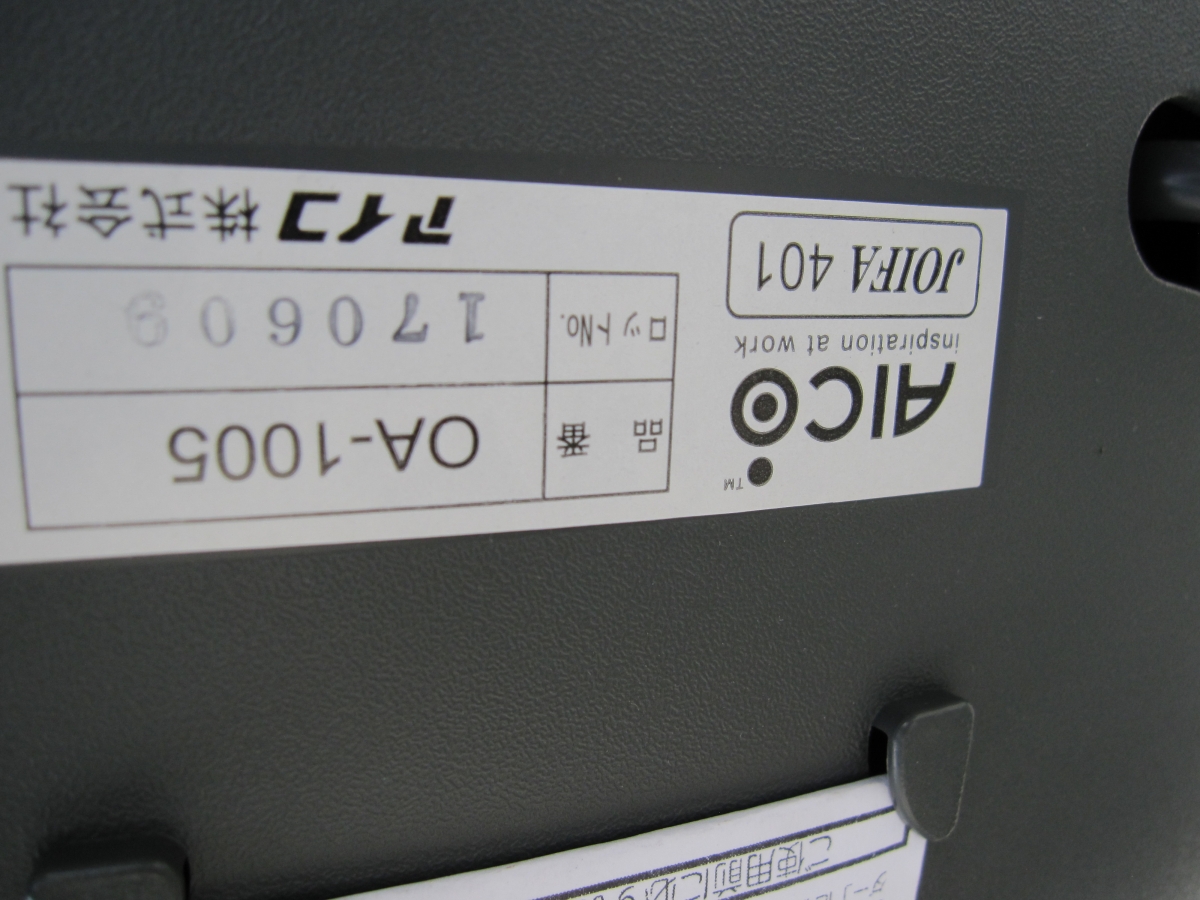 ご使用前に必ず
™
AICO
inspiration at work
JOIFA 401
品番 OA-1005
ロットNo. 170609
アイコ株式会社